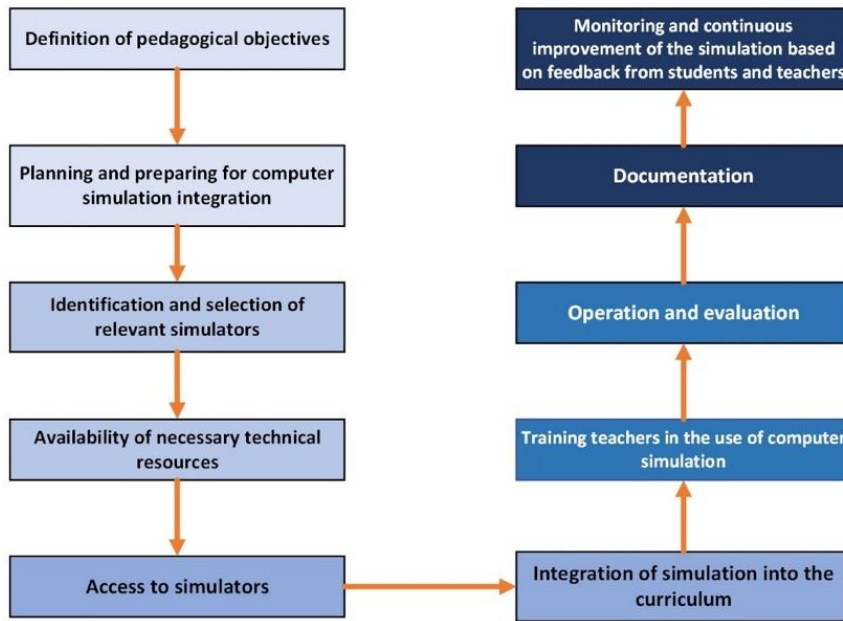 Definition of pedagogical objectives
Planning and preparing for computer
simulation integration
Identification and selection of
relevant simulators
Availability of necessary technical
resources
Access to simulators
Integration of simulation into the
curriculum
Training teachers in the use of computer
simulation
Operation and evaluation
Documentation
Monitoring and continuous
improvement of the simulation based
on feedback from students and teachers